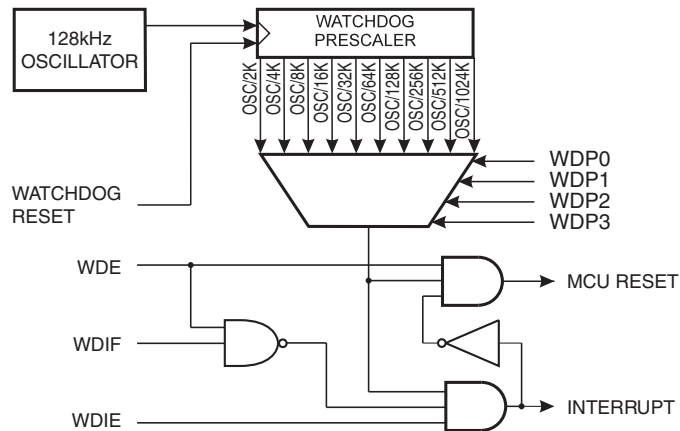 128kHz
OSCILLATOR
WATCHDOG
PRESCALER
OSC/2K
OSC/4K
OSC/8K
OSC/16K
OSC/32K
OSC/64K
OSC/128K
OSC/256K
OSC/512K
OSC/1024K
WDP0
WDP1
WDP2
WDP3
WATCHDOG
RESET
WDE
MCU RESET
WDIF
INTERRUPT
WDIE